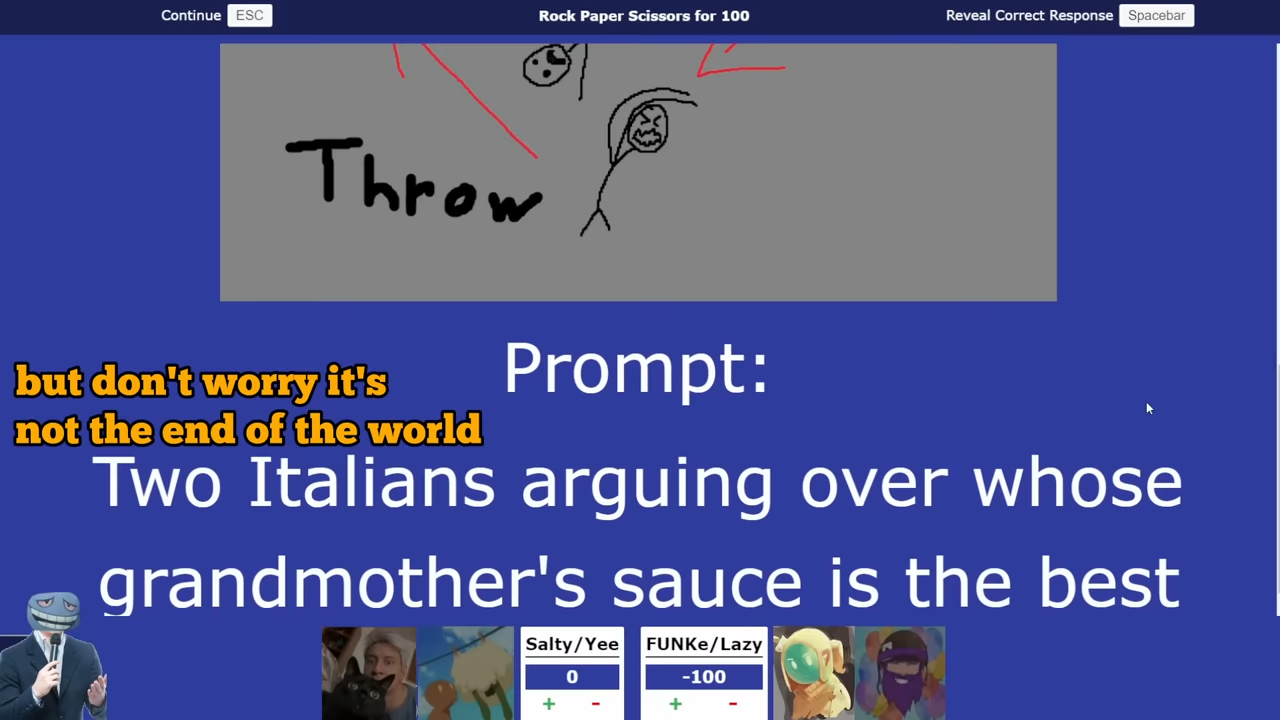 Continue ESC
Rock Paper Scissors for 100
Reveal Correct Response Spacebar
Throw
Prompt:
but don't worry it's
not the end of the world
Two Italians arguing over whose
grandmother's sauce is the best
Salty/Yee
0
+ -
FUNKe/Lazy
-100
+ -